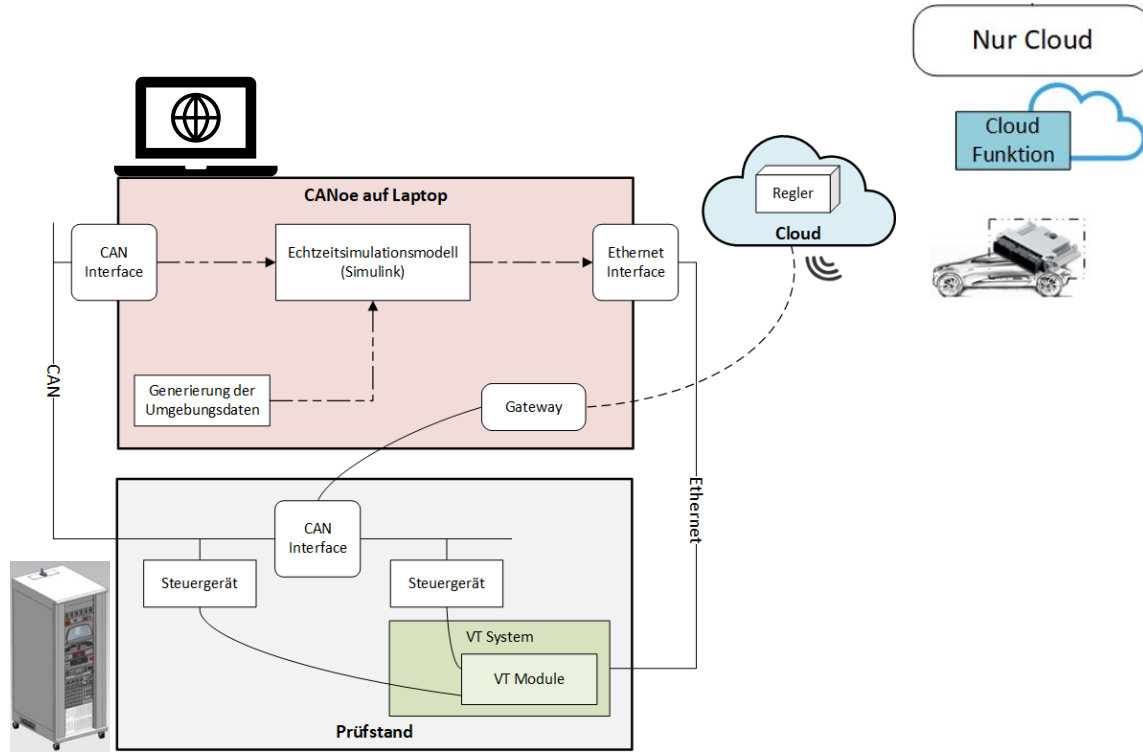 Nur Cloud
Cloud
Funktion
Regler
Cloud
CANoe auf Laptop
CAN
Interface
Echtzeitsimulationsmodell
(Simulink)
Ethernet
Interface
CAN
Generierung der
Umgebungsdaten
Gateway
Ethernet
CAN
Interface
Steuergerät
Steuergerät
VT System
VT Module
Prüfstand